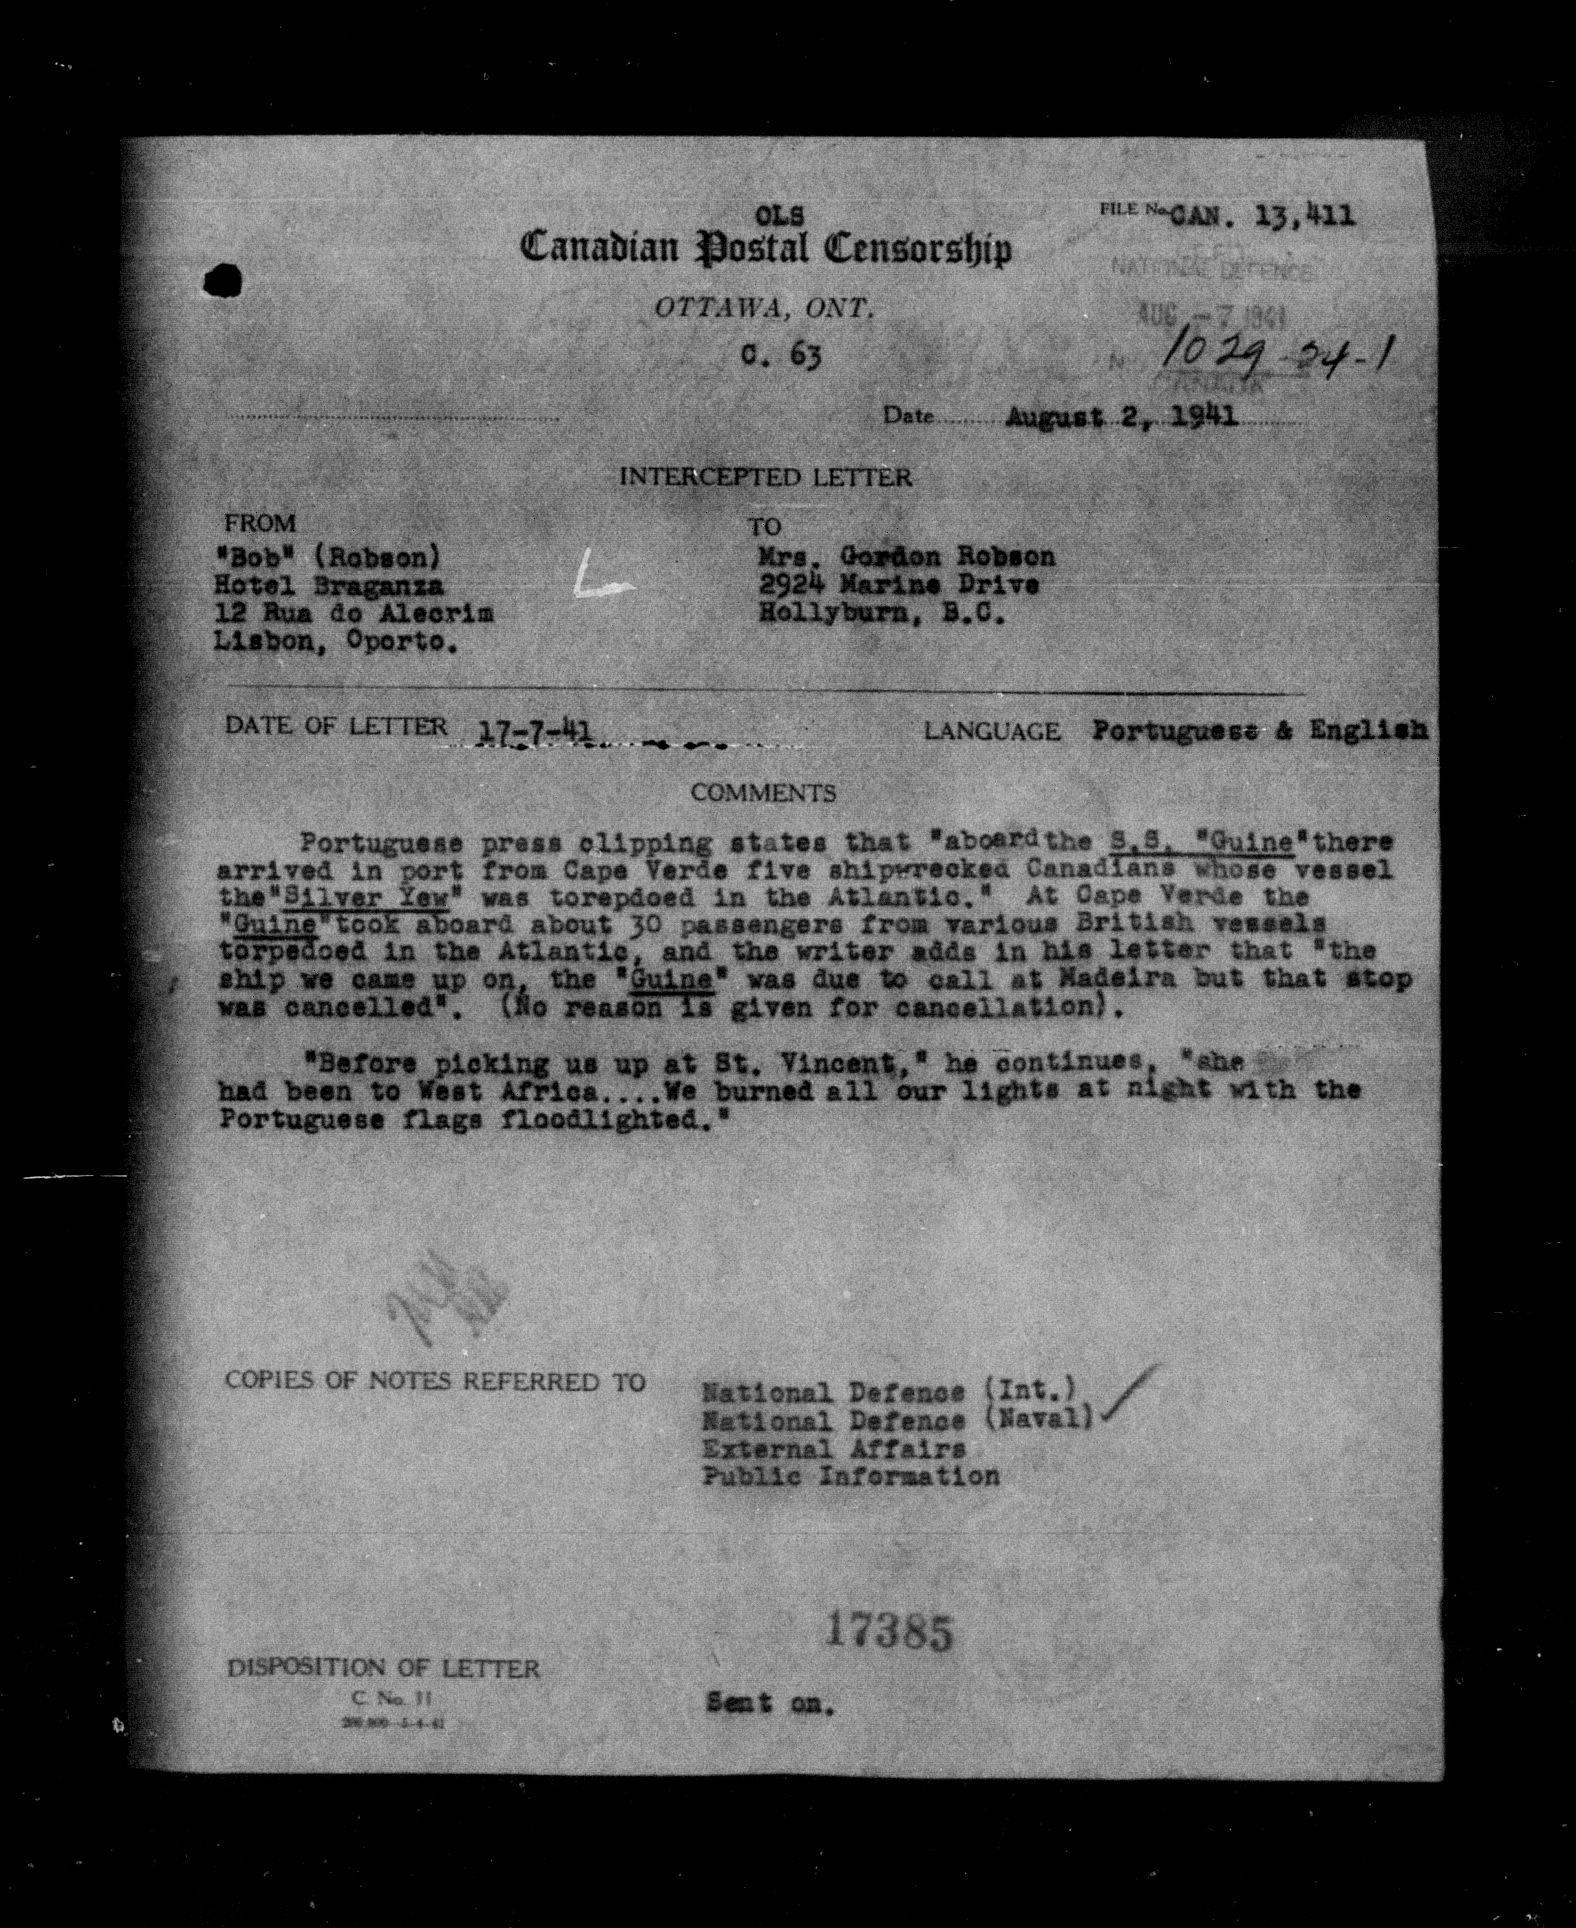 OLS
FILE No. CAN. 13,411
Canadian Postal Censorship
NATIONAL DEFENCE
OTTAWA, ONT.
AUG -7 1941
C. 63
N 1029-24-1
CANADA
Date August 2, 1941
INTERCEPTED LETTER
FROM
TO
"Bob" (Robson)
Mrs. Gordon Robson
Hotel Braganza
2924 Marine Drive
12 Rua do Alecrim
Hollyburn, B.C.
Lisbon, Oporto.
DATE OF LETTER 17-7-41
LANGUAGE Portuguese & English
COMMENTS
Portuguese press clipping states that "aboard the S.S. "Guine" there
arrived in port from Cape Verde five shipwrecked Canadians whose vessel
the "Silver Yew" was torepdoed in the Atlantic." At Cape Verde the
"Guine" took aboard about 30 passengers from various British vessels
torpedoed in the Atlantic, and the writer adds in his letter that "the
ship we came up on, the "Guine" was due to call at Madeira but that stop
was cancelled". (No reason is given for cancellation).
"Before picking us up at St. Vincent," he continues, "she
had been to West Africa....We burned all our lights at night with the
Portuguese flags floodlighted."
COPIES OF NOTES REFERRED TO
National Defence (Int.)
National Defence (Naval)
External Affairs
Public Information
17385
DISPOSITION OF LETTER
C. No. 11
Sent on.